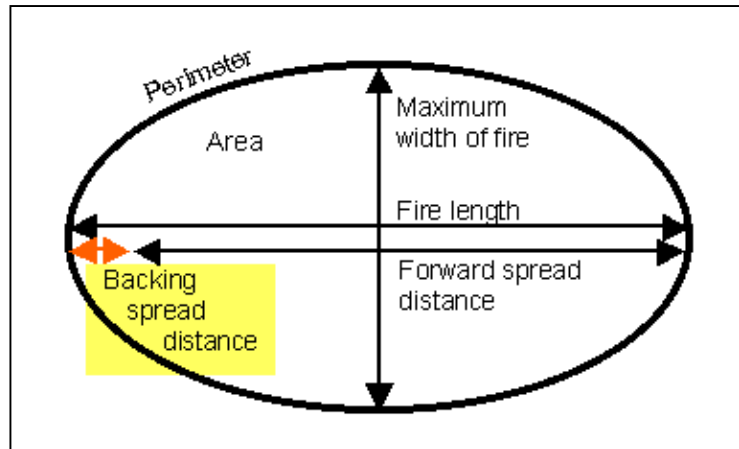 Perimeter
Area
Maximum
width of fire
Fire length
Forward spread
distance
Backing
spread
distance